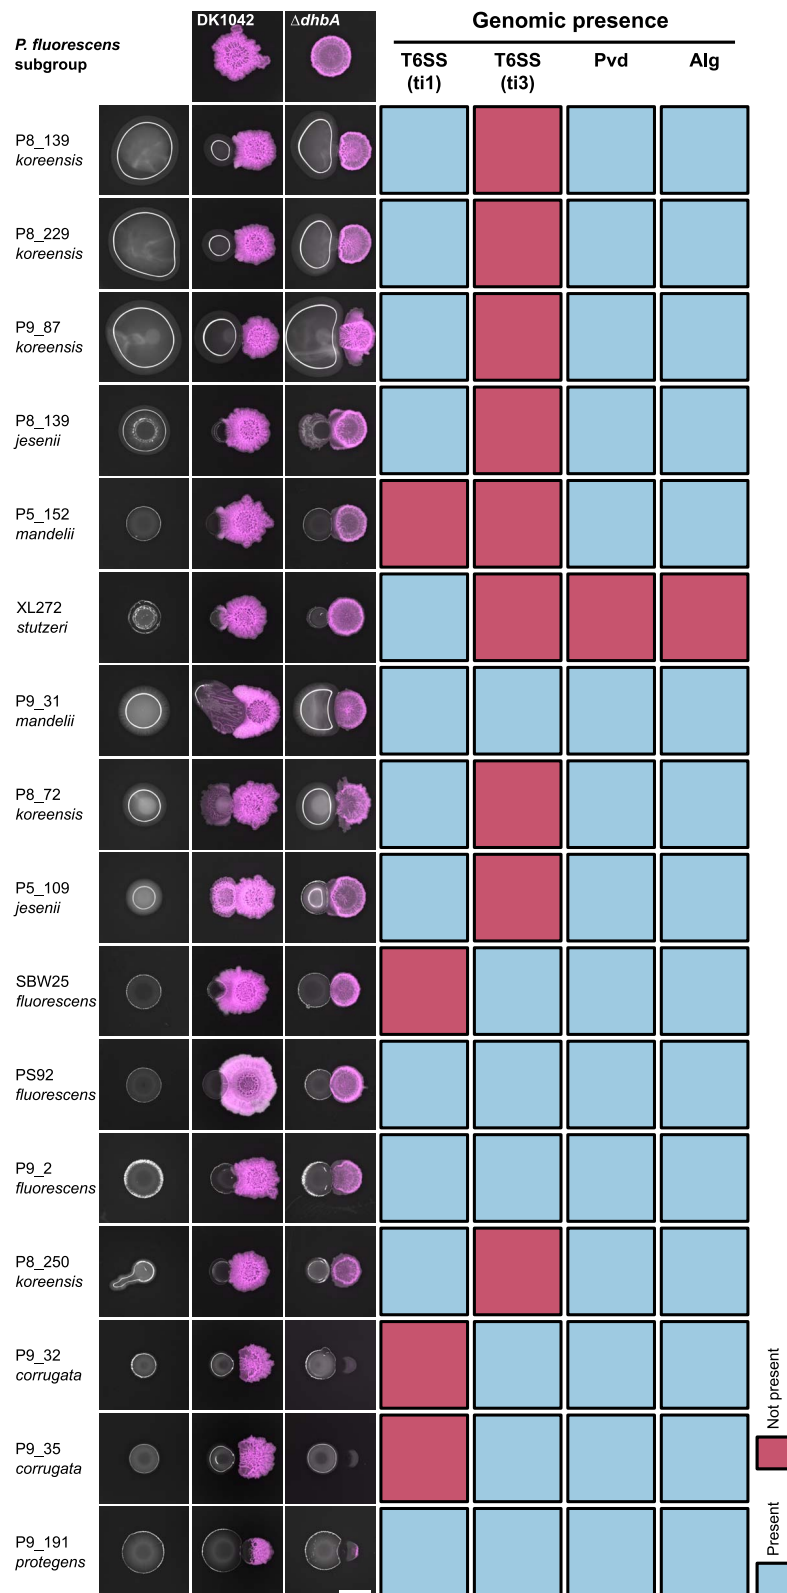 DK1042
ΔdhbA
Genomic presence
P. fluorescens
subgroup
T6SS
(ti1)
T6SS
(ti3)
Pvd
Alg
P8_139
koreensis
P8_229
koreensis
P9_87
koreensis
P8_139
jesenii
P5_152
mandelii
XL272
stutzeri
P9_31
mandelii
P8_72
koreensis
P5_109
jesenii
SBW25
fluorescens
PS92
fluorescens
P9_2
fluorescens
P8_250
koreensis
P9_32
corrugata
P9_35
corrugata
P9_191
protegens
Not present
Present